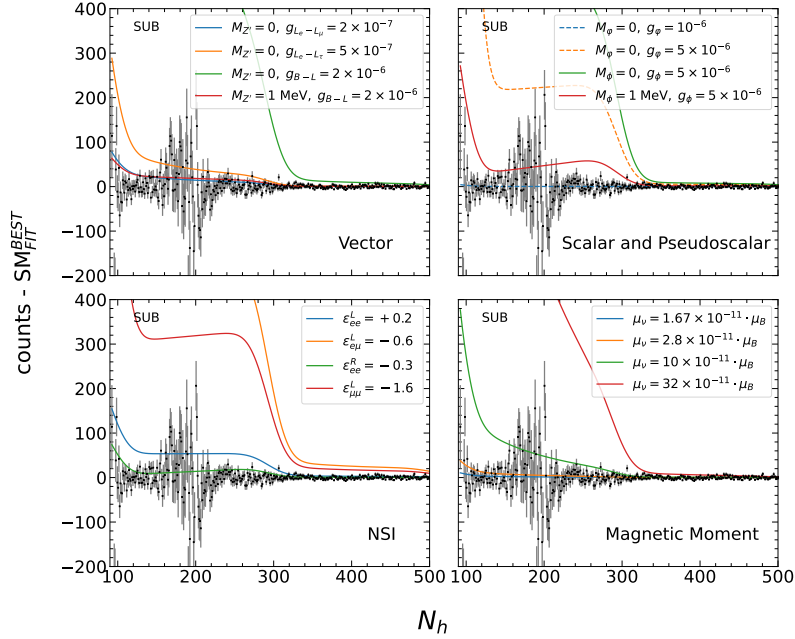 counts - SM_{FIT}^{BEST}
400
300
200
100
0
−100
−200
SUB
M_{Z'} = 0, g_{L_e−L_μ} = 2 × 10^{−7}
M_{Z'} = 0, g_{L_e−L_τ} = 5 × 10^{−7}
M_{Z'} = 0, g_{B−L} = 2 × 10^{−6}
M_{Z'} = 1 MeV, g_{B−L} = 2 × 10^{−6}
Vector
SUB
M_φ = 0, g_φ = 10^{−6}
M_φ = 0, g_φ = 5 × 10^{−6}
M_ϕ = 0, g_ϕ = 5 × 10^{−6}
M_ϕ = 1 MeV, g_ϕ = 5 × 10^{−6}
Scalar and Pseudoscalar
400
300
200
100
0
−100
−200
SUB
ε_{ee}^L = + 0.2
ε_{eμ}^L = − 0.6
ε_{ee}^R = − 0.3
ε_{μμ}^L = −1.6
NSI
SUB
μ_ν = 1.67 × 10^{−11} · μ_B
μ_ν = 2.8 × 10^{−11} · μ_B
μ_ν = 10 × 10^{−11} · μ_B
μ_ν = 32 × 10^{−11} · μ_B
Magnetic Moment
90 200 300 400 500
90 200 300 400 500
N_h